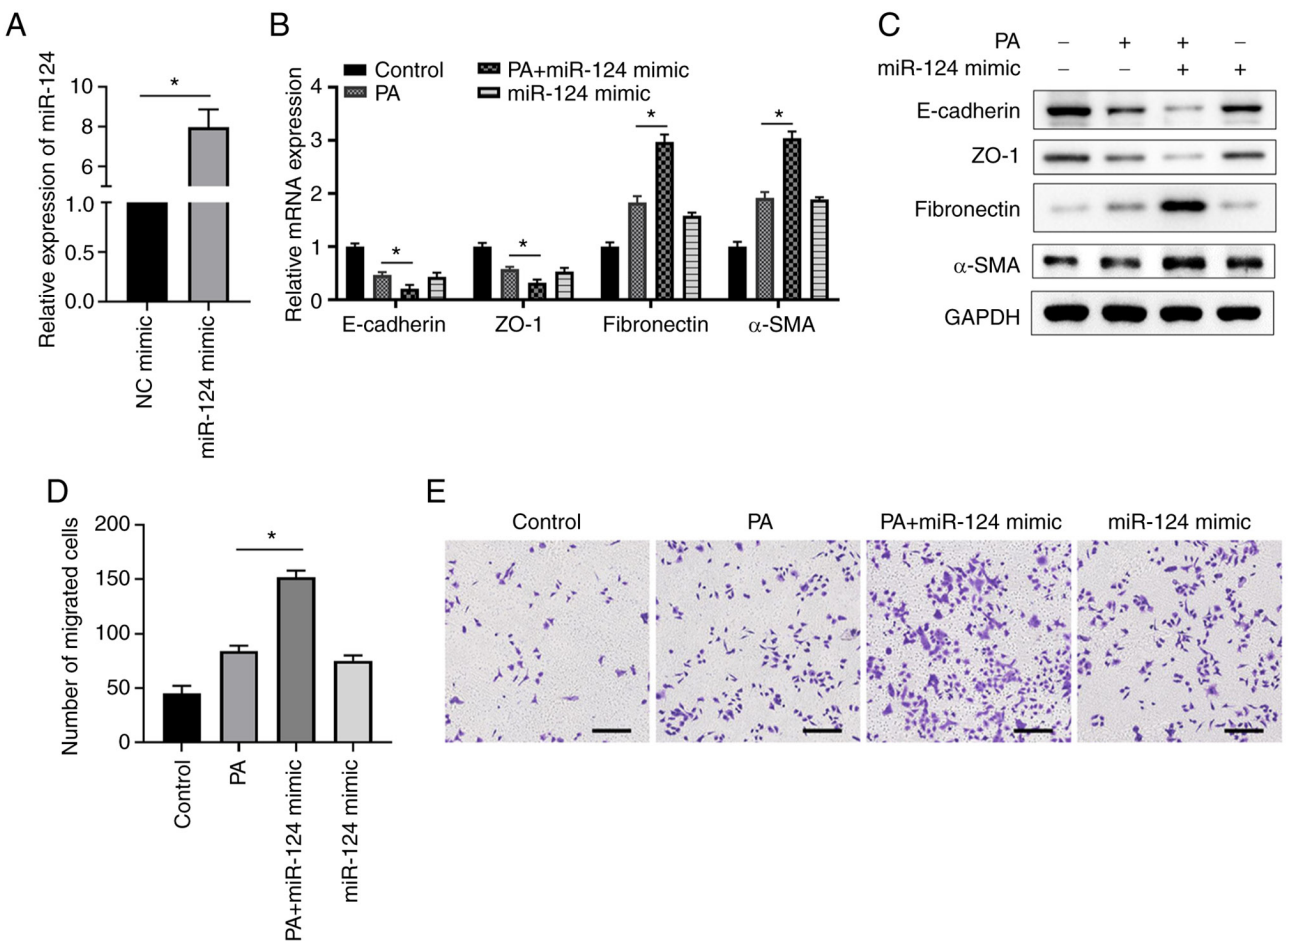 A
Relative expression of miR-124
10
8
6
1.0
0.5
0.0
*
NC mimic
miR-124 mimic
B
Control
PA
PA+miR-124 mimic
miR-124 mimic
Relative mRNA expression
4
3
2
1
0
*
*
*
*
E-cadherin
ZO-1
Fibronectin
α-SMA
C
PA – + + –
miR-124 mimic – – + +
E-cadherin
ZO-1
Fibronectin
α-SMA
GAPDH
D
Number of migrated cells
200
150
100
50
0
*
Control
PA
PA+miR-124 mimic
miR-124 mimic
E
Control
PA
PA+miR-124 mimic
miR-124 mimic